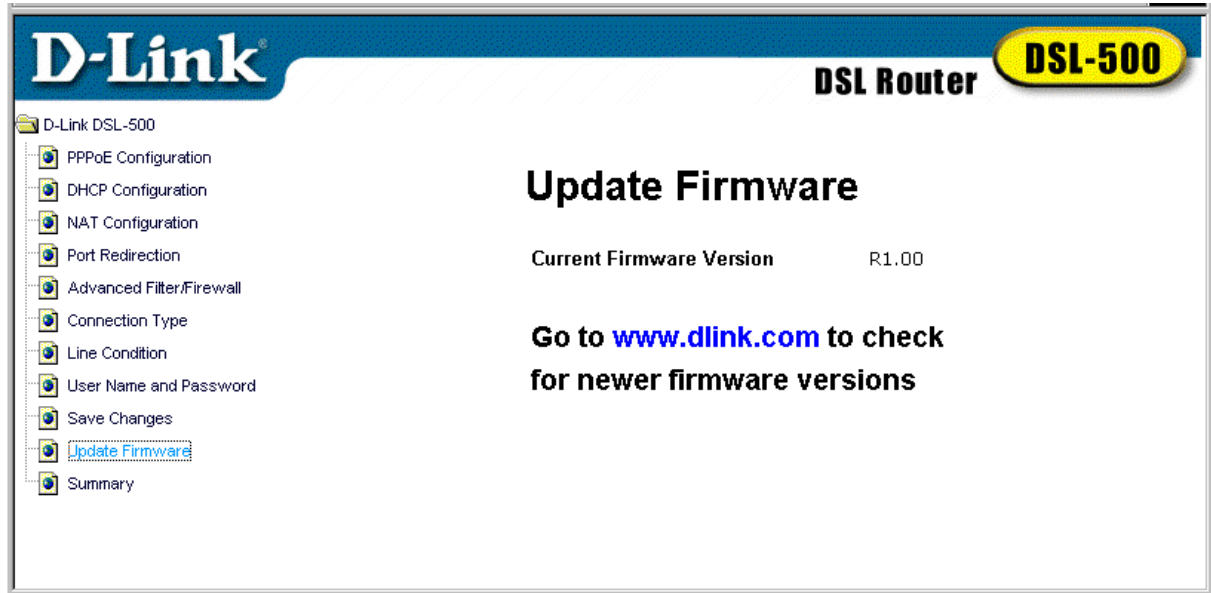 D-Link
DSL Router
DSL-500
D-Link DSL-500
PPPoE Configuration
DHCP Configuration
NAT Configuration
Port Redirection
Advanced Filter/Firewall
Connection Type
Line Condition
User Name and Password
Save Changes
Update Firmware
Summary
Update Firmware
Current Firmware Version R1.00
Go to www.dlink.com to check
for newer firmware versions